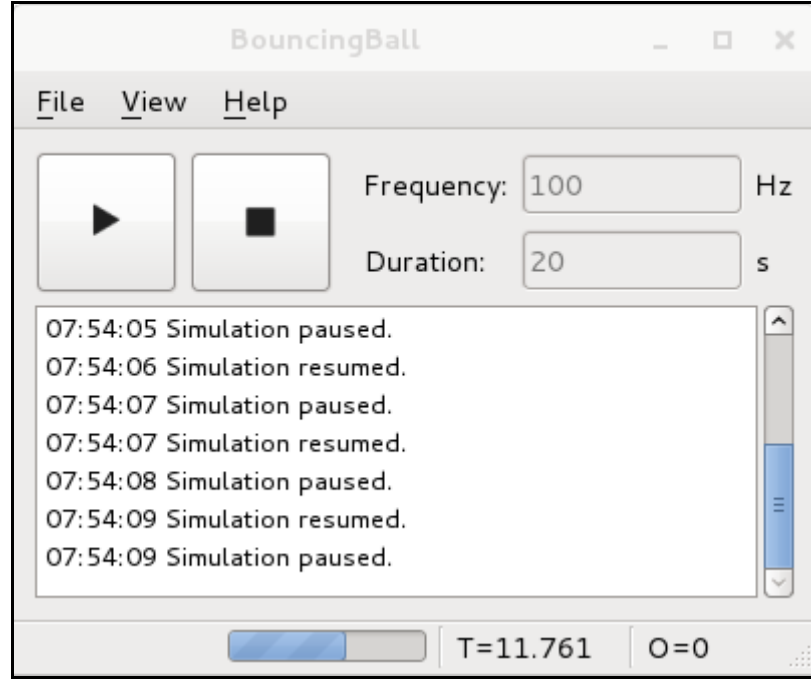 BouncingBall
File View Help
Frequency: 100 Hz
Duration: 20 s
07:54:05 Simulation paused.
07:54:06 Simulation resumed.
07:54:07 Simulation paused.
07:54:07 Simulation resumed.
07:54:08 Simulation paused.
07:54:09 Simulation resumed.
07:54:09 Simulation paused.
T=11.761 O=0